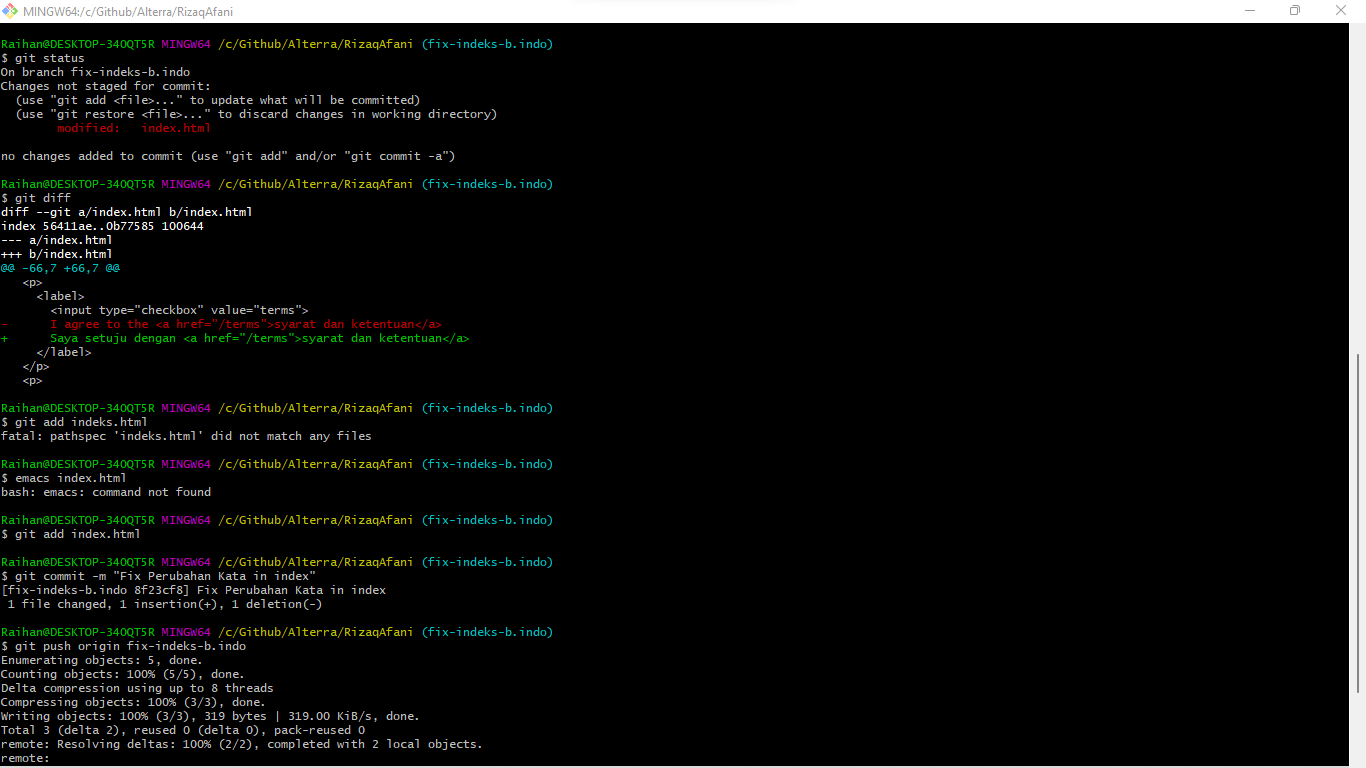 MINGW64:/c/Github/Alterra/RizaqAfani
Raihan@DESKTOP-34OQT5R MINGW64 /c/Github/Alterra/RizaqAfani (fix-indeks-b.indo)
$ git status
On branch fix-indeks-b.indo
Changes not staged for commit:
  (use "git add <file>..." to update what will be committed)
  (use "git restore <file>..." to discard changes in working directory)
        modified:   index.html

no changes added to commit (use "git add" and/or "git commit -a")

Raihan@DESKTOP-34OQT5R MINGW64 /c/Github/Alterra/RizaqAfani (fix-indeks-b.indo)
$ git diff
diff --git a/index.html b/index.html
index 56411ae..0b77585 100644
--- a/index.html
+++ b/index.html
@@ -66,7 +66,7 @@
   <p>
     <label>
       <input type="checkbox" value="terms">
-      I agree to the <a href="/terms">syarat dan ketentuan</a>
+      Saya setuju dengan <a href="/terms">syarat dan ketentuan</a>
     </label>
   </p>
   <p>

Raihan@DESKTOP-34OQT5R MINGW64 /c/Github/Alterra/RizaqAfani (fix-indeks-b.indo)
$ git add indeks.html
fatal: pathspec 'indeks.html' did not match any files

Raihan@DESKTOP-34OQT5R MINGW64 /c/Github/Alterra/RizaqAfani (fix-indeks-b.indo)
$ emacs index.html
bash: emacs: command not found

Raihan@DESKTOP-34OQT5R MINGW64 /c/Github/Alterra/RizaqAfani (fix-indeks-b.indo)
$ git add index.html

Raihan@DESKTOP-34OQT5R MINGW64 /c/Github/Alterra/RizaqAfani (fix-indeks-b.indo)
$ git commit -m "Fix Perubahan Kata in index"
[fix-indeks-b.indo 8f23cf8] Fix Perubahan Kata in index
 1 file changed, 1 insertion(+), 1 deletion(-)

Raihan@DESKTOP-34OQT5R MINGW64 /c/Github/Alterra/RizaqAfani (fix-indeks-b.indo)
$ git push origin fix-indeks-b.indo
Enumerating objects: 5, done.
Counting objects: 100% (5/5), done.
Delta compression using up to 8 threads
Compressing objects: 100% (3/3), done.
Writing objects: 100% (3/3), 319 bytes | 319.00 KiB/s, done.
Total 3 (delta 2), reused 0 (delta 0), pack-reused 0
remote: Resolving deltas: 100% (2/2), completed with 2 local objects.
remote: